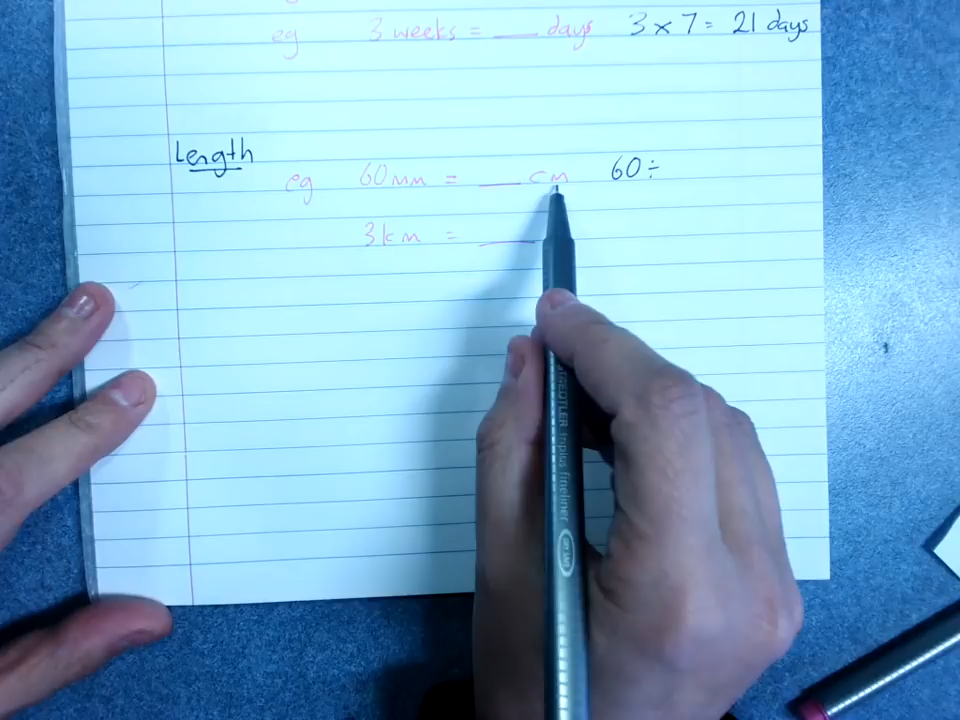 eg 3 weeks = ___ days 3 x 7 = 21 days
Length
eg 60mm = ___ cm 60 ÷
3km = ___
STAEDTLER triplus fineliner